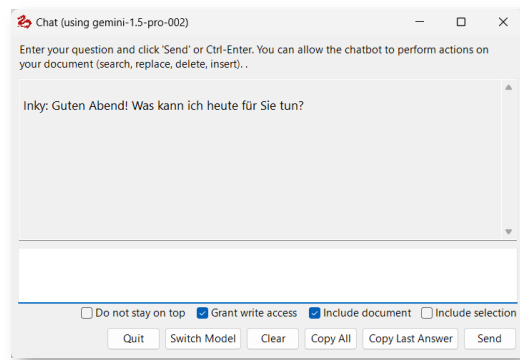 Chat (using gemini-1.5-pro-002)
Enter your question and click 'Send' or Ctrl-Enter. You can allow the chatbot to perform actions on
your document (search, replace, delete, insert). .
Inky: Guten Abend! Was kann ich heute für Sie tun?
Do not stay on top Grant write access Include document Include selection
Quit Switch Model Clear Copy All Copy Last Answer Send